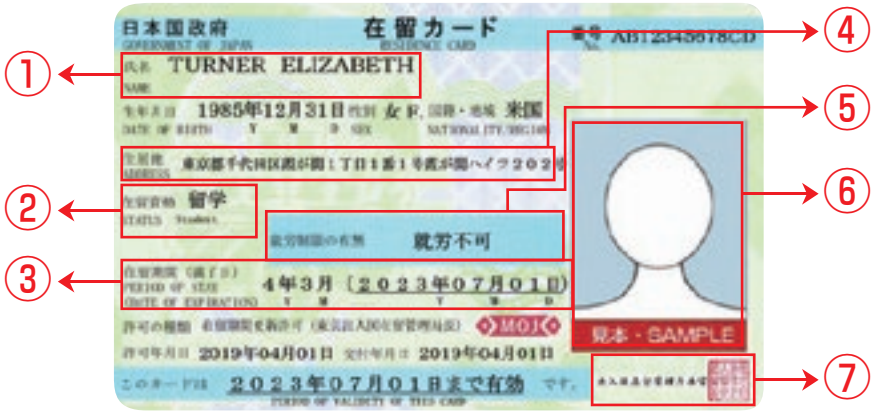 日本国政府 在留カード 番号 AB12345678CD
GOVERNMENT OF JAPAN RESIDENCE CARD No.
④
① 氏名 TURNER ELIZABETH
NAME
⑤
生年月日 1985年12月31日 性別 女 F. 国籍・地域 米国
DATE OF BIRTH Y M D SEX NATIONALITY/REGION
住居地 東京都千代田区霞が関1丁目1番1号霞が関ハイツ202号
ADDRESS
⑥
② 在留資格 留学
STATUS Student
就労制限の有無 就労不可
③ 在留期間(満了日) 4年3月(2023年07月01日)
PERIOD OF STAY
(DATE OF EXPIRATION) Y M Y M D
許可の種類 在留期間更新許可(東京出入国在留管理局長) MOJ
見本・SAMPLE
許可年月日 2019年04月01日 交付年月日 2019年04月01日
このカードは 2023年07月01日まで有効 です。
PERIOD OF VALIDITY OF THIS CARD
⑦